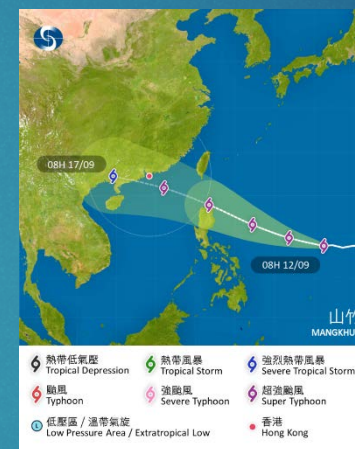 08H 17/09
08H 12/09
山竹
MANGKHU
熱帶低氣壓
Tropical Depression
熱帶風暴
Tropical Storm
強烈熱帶風暴
Severe Tropical Storm
颱風
Typhoon
強颱風
Severe Typhoon
超強颱風
Super Typhoon
L
低壓區 / 溫帶氣旋
Low Pressure Area / Extratropical Low
香港
Hong Kong